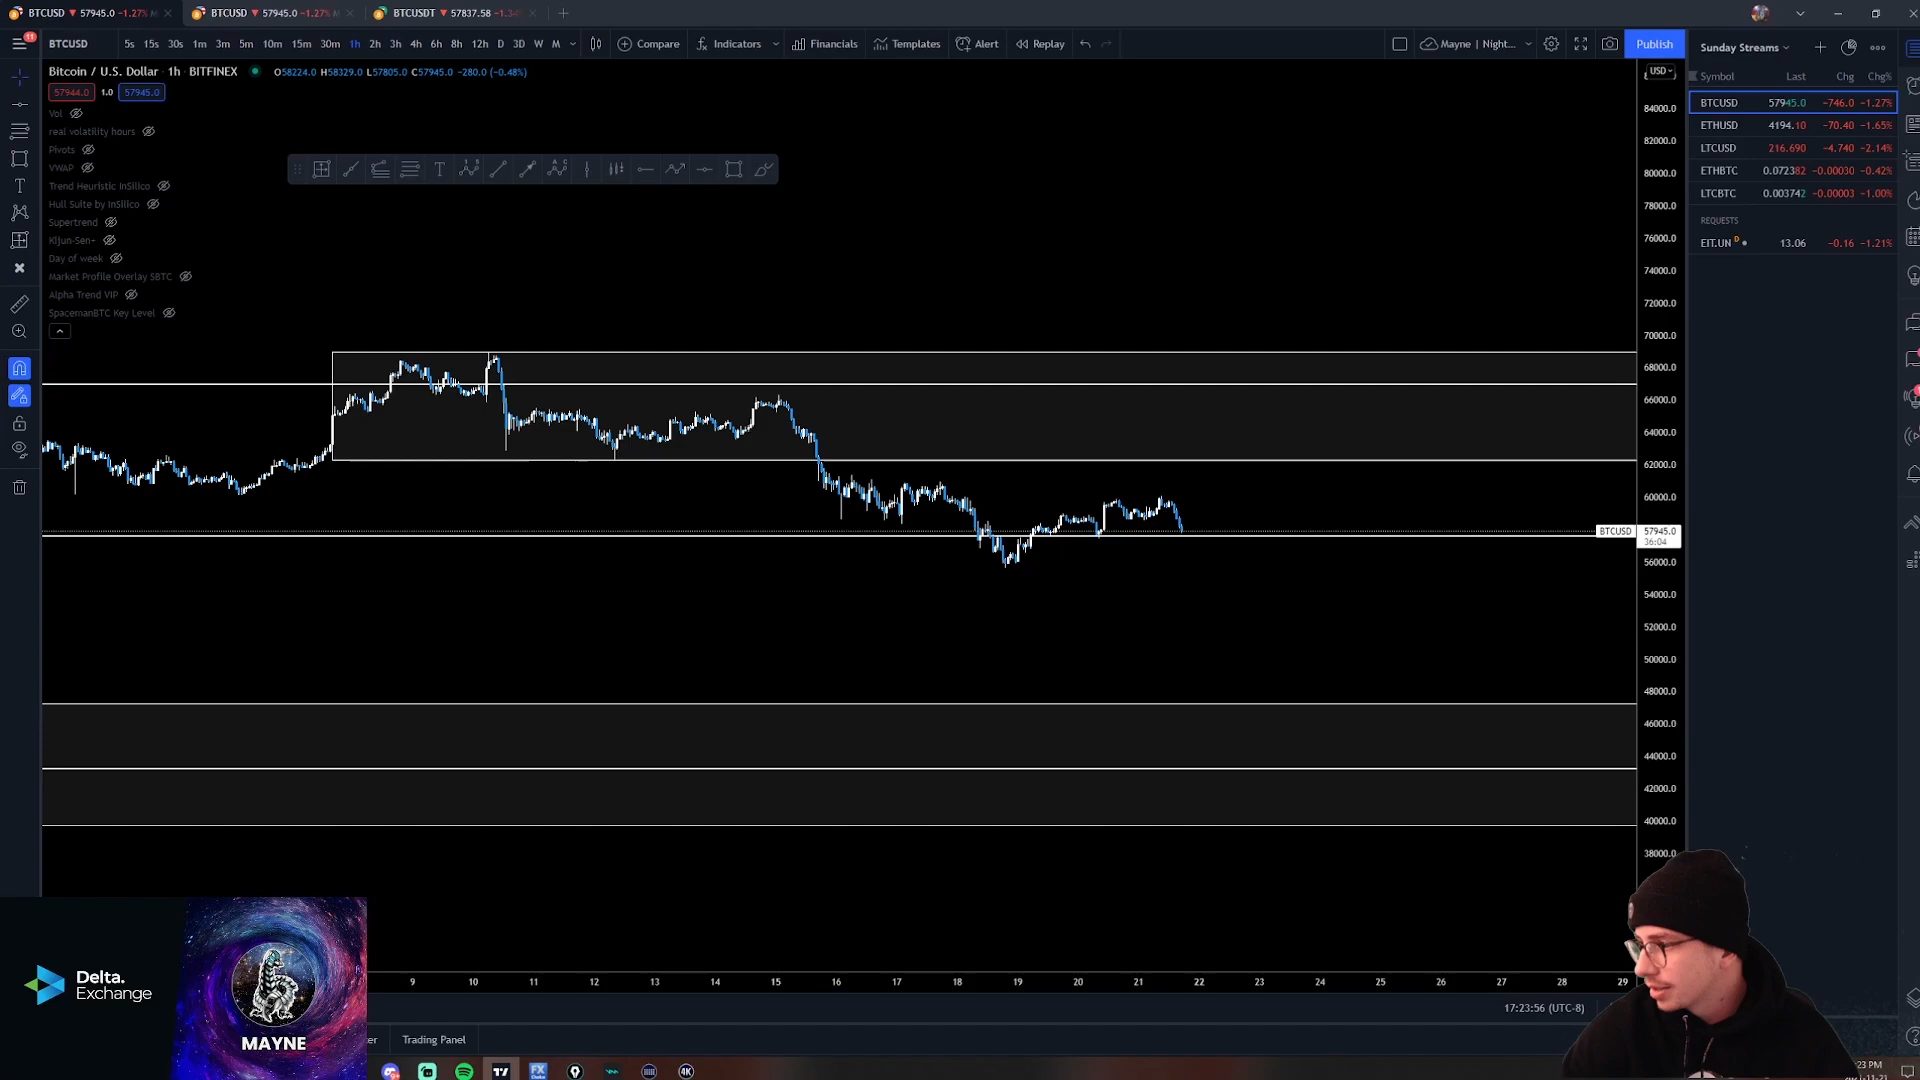 BTCUSD ▼ 57945.0 −1.27% M
BTCUSD ▼ 57945.0 −1.27% M
BTCUSDT ▼ 57837.58 −1.34%
11
BTCUSD 5s 15s 30s 1m 3m 5m 10m 15m 30m 1h 2h 3h 4h 6h 8h 12h D 3D W M Compare Indicators Financials Templates Alert Replay Mayne | Night... Publish
Bitcoin / U.S. Dollar 1h · BITFINEX O58224.0 H58329.0 L57805.0 C57945.0 −280.0 (−0.48%)
57944.0 1.0 57945.0
Vol
real volatility hours
Pivots
VWAP
Trend Heuristic InSilico
Hull Suite by InSilico
Supertrend
Kijun-Sen+
Day of week
Market Profile Overlay SBTC
Alpha Trend VIP
SpacemanBTC Key Level
USD
84000.0
82000.0
80000.0
78000.0
76000.0
74000.0
72000.0
70000.0
68000.0
66000.0
64000.0
62000.0
60000.0
BTCUSD 57945.0
36:04
56000.0
54000.0
52000.0
50000.0
48000.0
46000.0
44000.0
42000.0
40000.0
38000.0
9 10 11 12 13 14 15 16 17 18 19 20 21 22 23 24 25 26 27 28 29
17:23:56 (UTC-8)
Trading Panel
Sunday Streams
Symbol Last Chg Chg%
BTCUSD 57945.0 −746.0 −1.27%
ETHUSD 4194.10 −70.40 −1.65%
LTCUSD 216.690 −4.740 −2.14%
ETHBTC 0.072382 −0.00030 −0.42%
LTCBTC 0.003742 −0.00003 −1.00%
REQUESTS
EIT.UN D 13.06 −0.16 −1.21%
Delta.
Exchange
MAYNE
FX
4K
23 PM